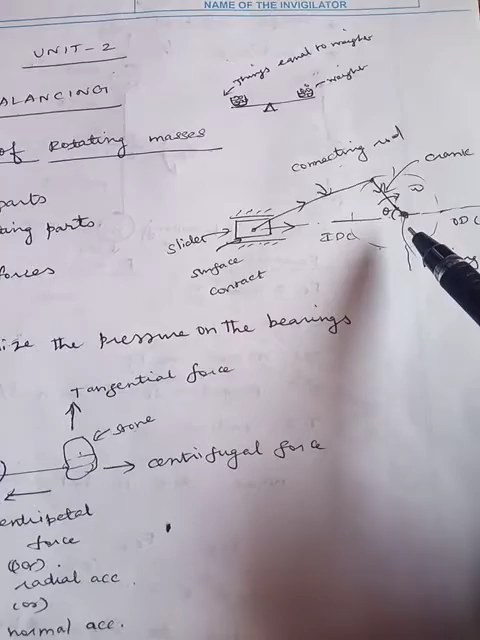 NAME OF THE INVIGILATOR
UNIT-2
ALANCING
of Rotating masses
Things equal to weigher
weigher
parts
ting parts.
forces
connecting rod
crank
ω
θ
slider
IDC
ODC
surface
contact
ize the pressure on the bearings
Tangential force
stone
centrifugal force
entripetal
force
(or).
radial acc.
(or)
normal acc.